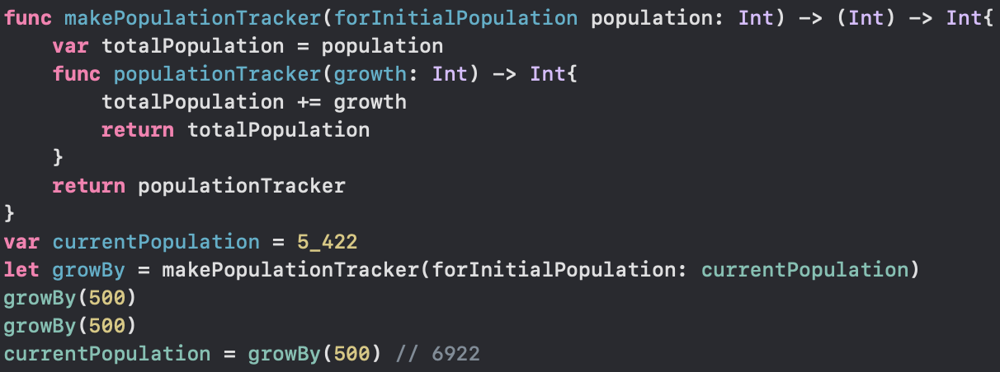 func makePopulationTracker(forInitialPopulation population: Int) -> (Int) -> Int{
    var totalPopulation = population
    func populationTracker(growth: Int) -> Int{
        totalPopulation += growth
        return totalPopulation
    }
    return populationTracker
}
var currentPopulation = 5_422
let growBy = makePopulationTracker(forInitialPopulation: currentPopulation)
growBy(500)
growBy(500)
currentPopulation = growBy(500) // 6922